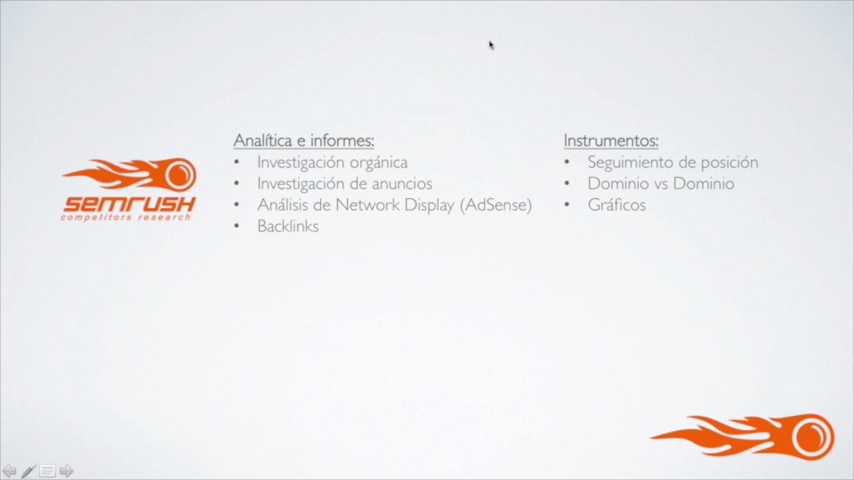 Analítica e informes:
• Investigación orgánica
• Investigación de anuncios
• Análisis de Network Display (AdSense)
• Backlinks
Instrumentos:
• Seguimiento de posición
• Dominio vs Dominio
• Gráficos
semrush
competitors research